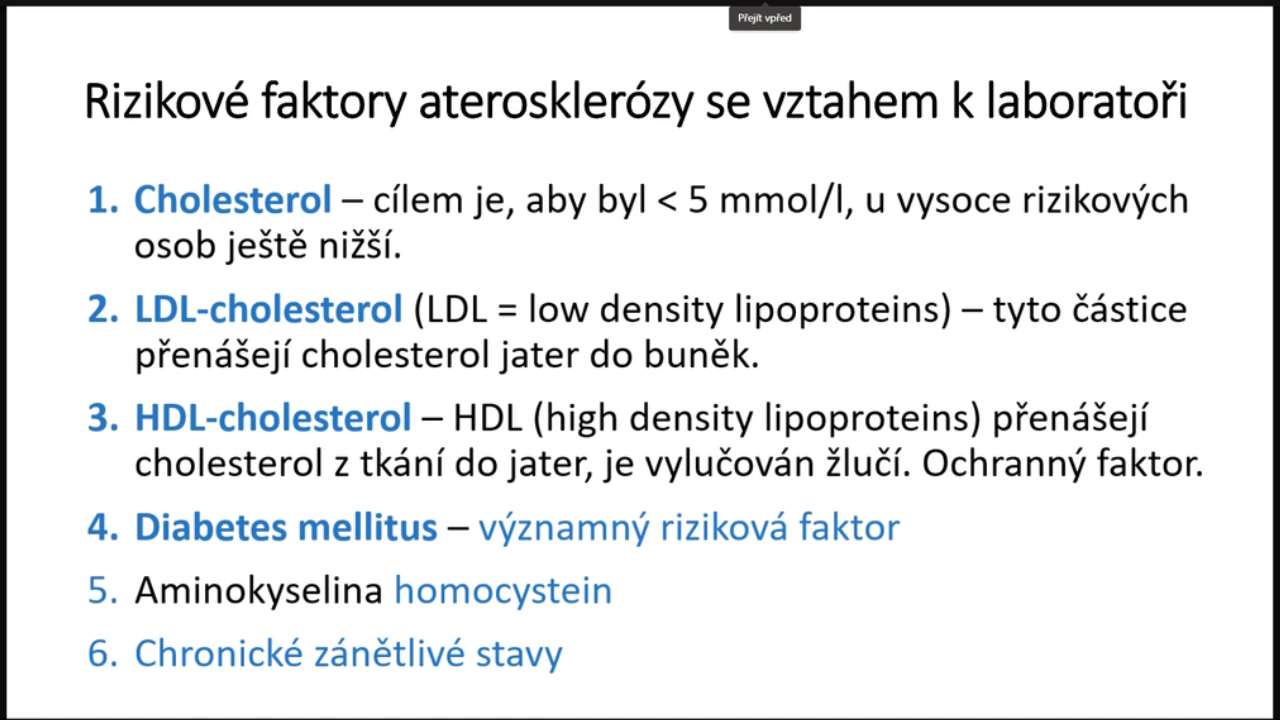 Přejít vpřed
Rizikové faktory aterosklerózy se vztahem k laboratoři
1. Cholesterol – cílem je, aby byl < 5 mmol/l, u vysoce rizikových
osob ještě nižší.
2. LDL-cholesterol (LDL = low density lipoproteins) – tyto částice
přenášejí cholesterol jater do buněk.
3. HDL-cholesterol – HDL (high density lipoproteins) přenášejí
cholesterol z tkání do jater, je vylučován žlučí. Ochranný faktor.
4. Diabetes mellitus – významný riziková faktor
5. Aminokyselina homocystein
6. Chronické zánětlivé stavy